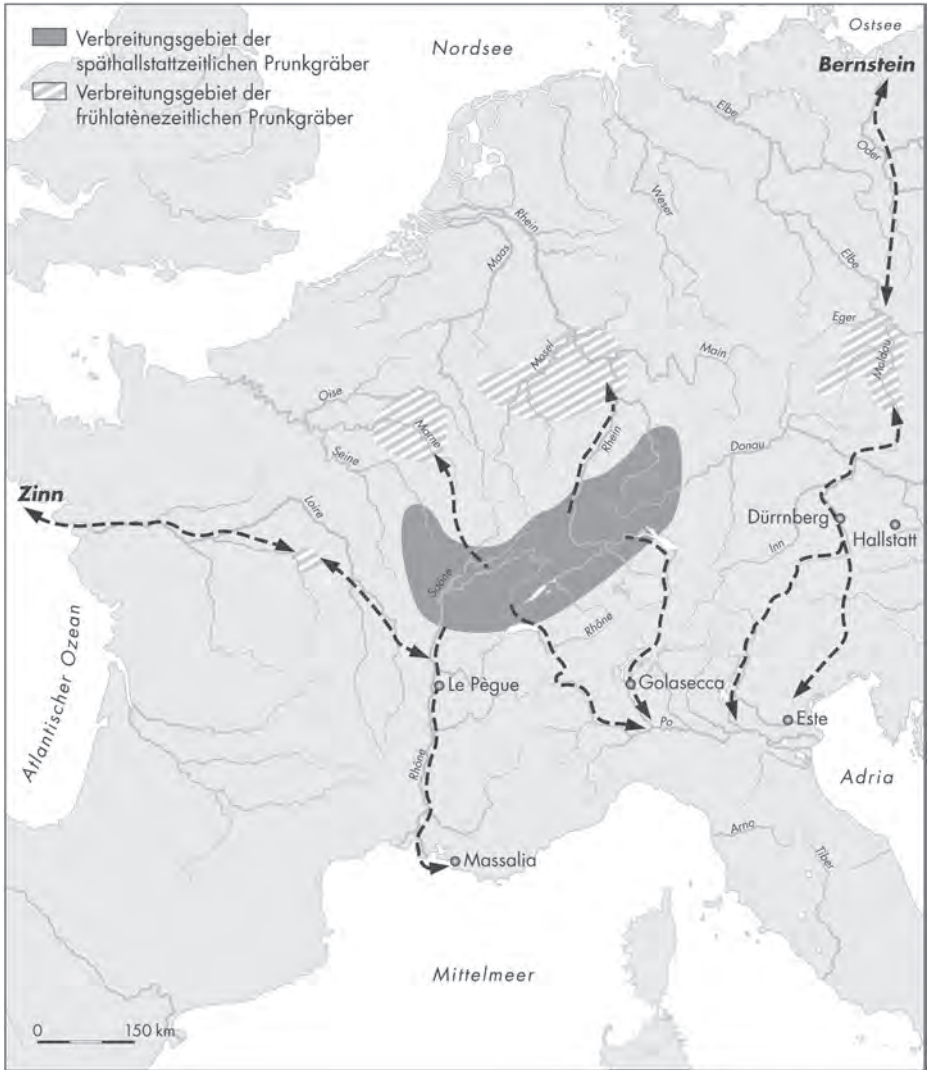 Verbreitungsgebiet der
späthallstattzeitlichen Prunkgräber
Verbreitungsgebiet der
frühlatènezeitlichen Prunkgräber
Nordsee
Ostsee
Bernstein
Elbe
Oder
Weser
Rhein
Maas
Elbe
Eger
Moldau
Mosel
Main
Oise
Marne
Seine
Rhein
Donau
Zinn
Loire
Dürrnberg
Hallstatt
Inn
Saône
Rhône
Atlantischer Ozean
Le Pègue
Golasecca
Po
Este
Rhône
Adria
Arno
Tiber
Massalia
Mittelmeer
0 150 km